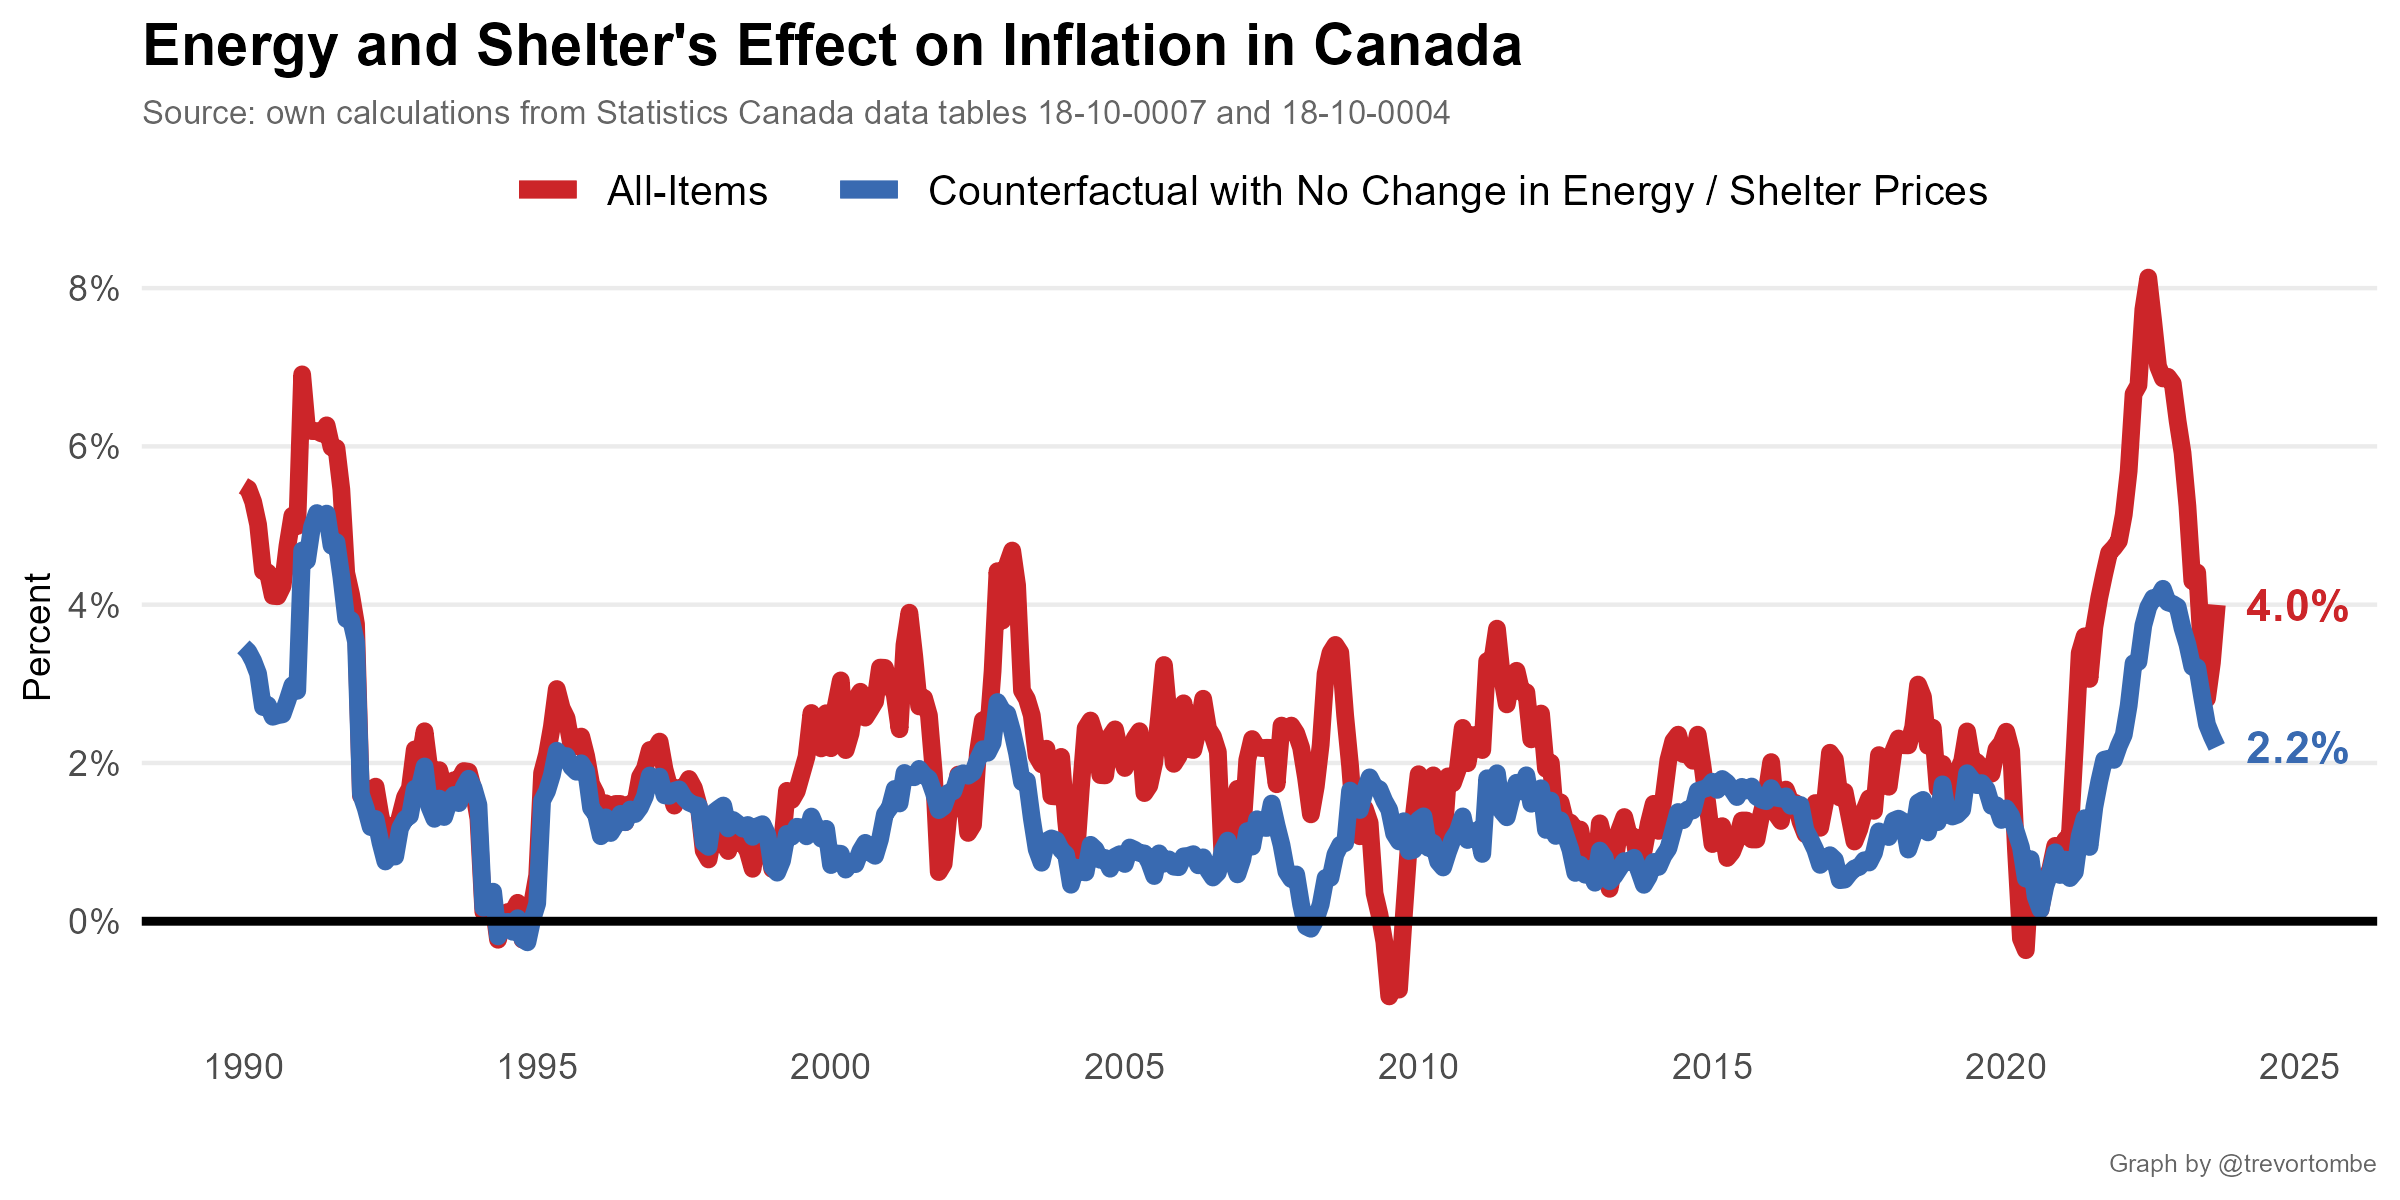 Energy and Shelter's Effect on Inflation in Canada
Source: own calculations from Statistics Canada data tables 18-10-0007 and 18-10-0004
All-Items
Counterfactual with No Change in Energy / Shelter Prices
8%
6%
4%
2%
0%
Percent
4.0%
2.2%
1990
1995
2000
2005
2010
2015
2020
2025
Graph by @trevortombe